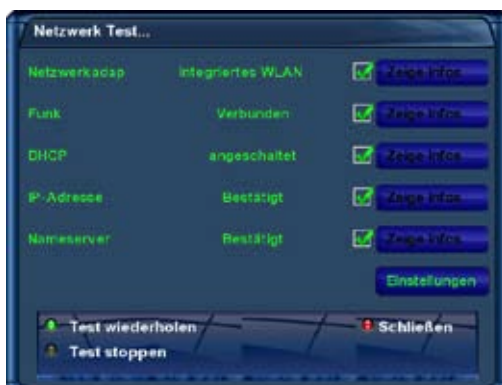 Netzwerk Test...
Netzwerkadap Integriertes WLAN Zeige Infos
Funk Verbunden Zeige Infos
DHCP angeschaltet Zeige Infos
IP-Adresse Bestätigt Zeige Infos
Nameserver Bestätigt Zeige Infos
Einstellungen
Test wiederholen Schließen
Test stoppen